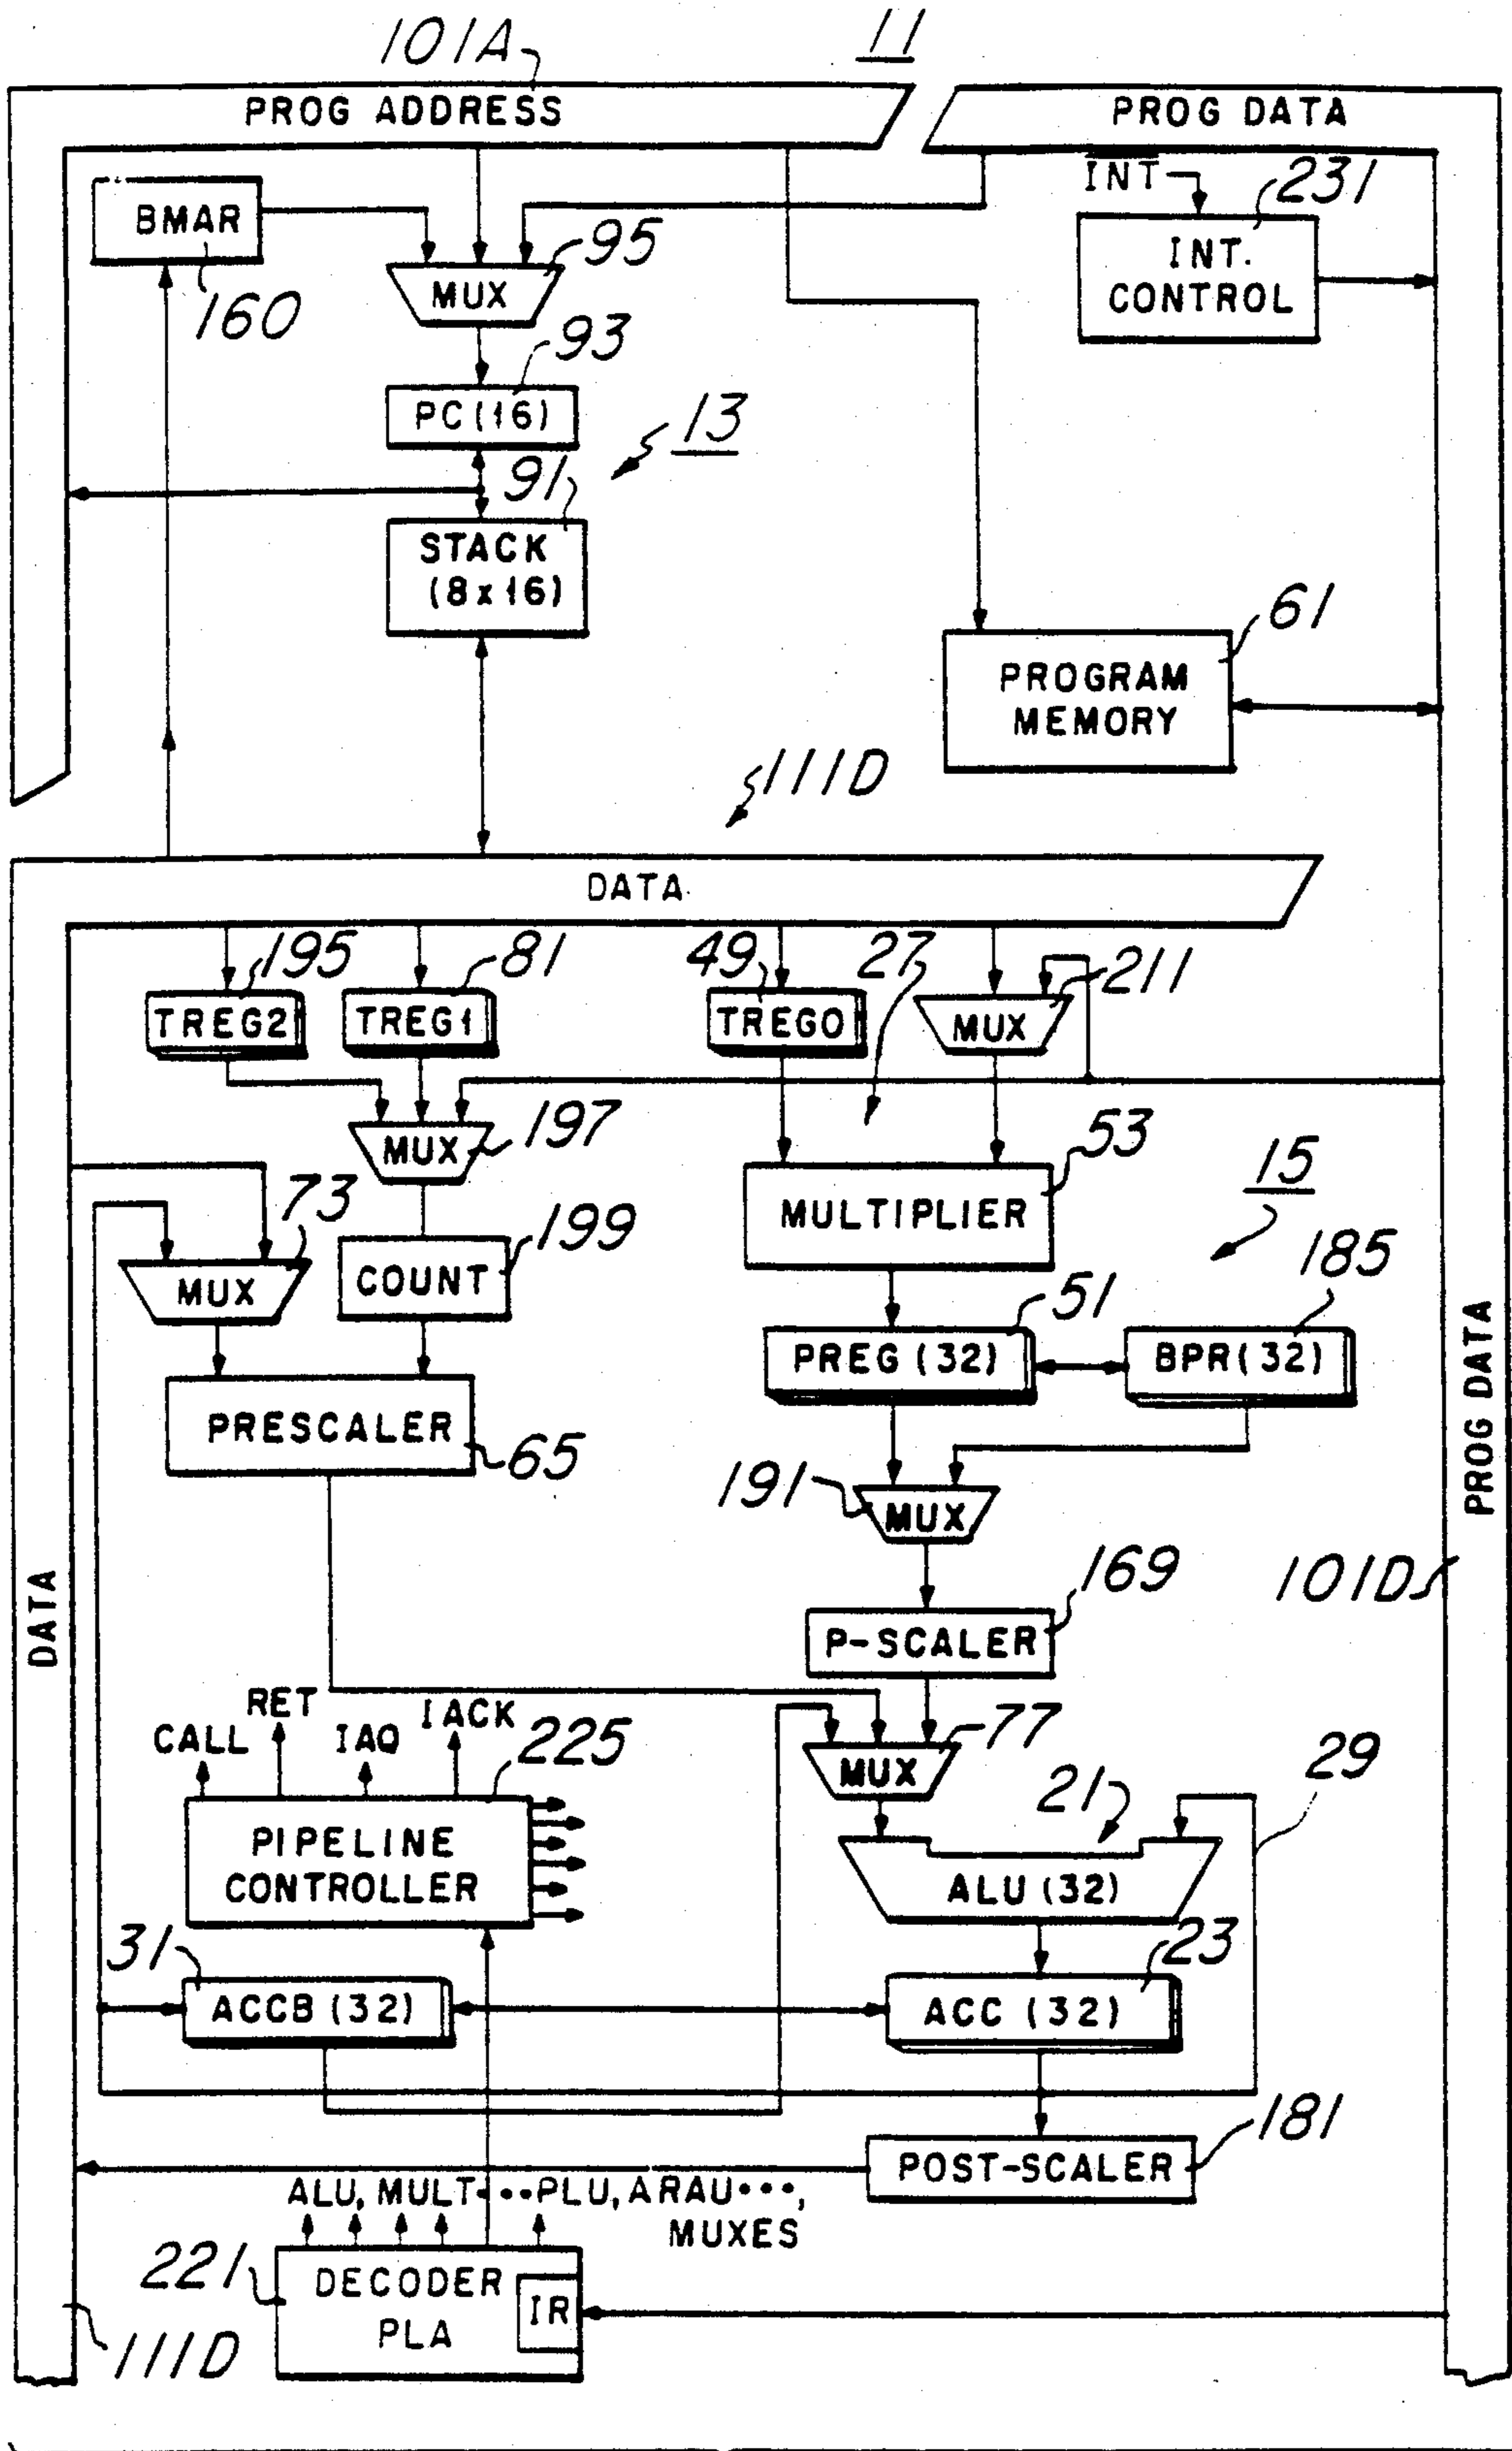 101A
11
PROG ADDRESS
PROG DATA
INT
231
BMAR
160
95
MUX
INT.
CONTROL
93
PC(16)
13
91
STACK
(8x16)
61
PROGRAM
MEMORY
111D
DATA
195
81
49
27
211
TREG2
TREG1
TREG0
MUX
197
MUX
53
MULTIPLIER
15
73
MUX
199
COUNT
51
185
PREG (32)
BPR(32)
PROG DATA
PRESCALER
65
191
MUX
169
101D
DATA
P-SCALER
CALL
RET
IAQ
IACK
225
77
MUX
29
21
PIPELINE
CONTROLLER
ALU (32)
31
23
ACCB (32)
ACC (32)
181
POST-SCALER
ALU, MULT····PLU, ARAU···,
MUXES
221
DECODER
PLA
IR
111D